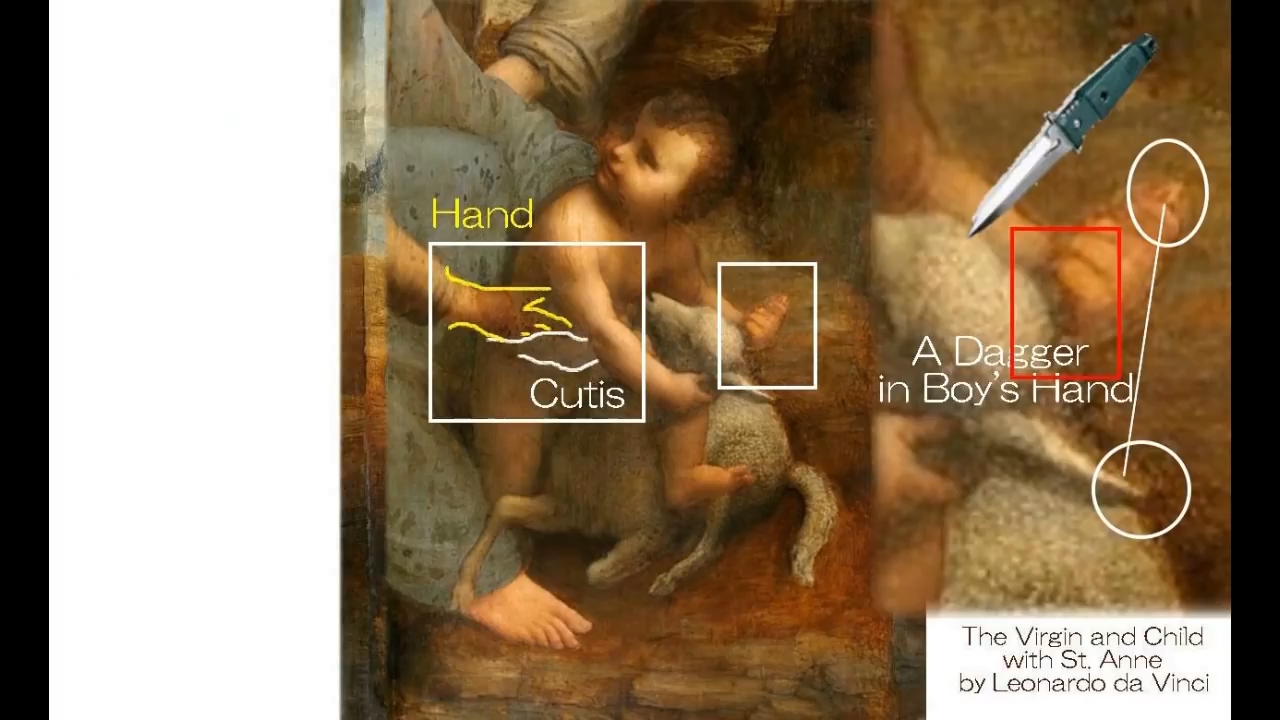 Hand
Cutis
A Dagger
in Boy's Hand
The Virgin and Child
with St. Anne
by Leonardo da Vinci